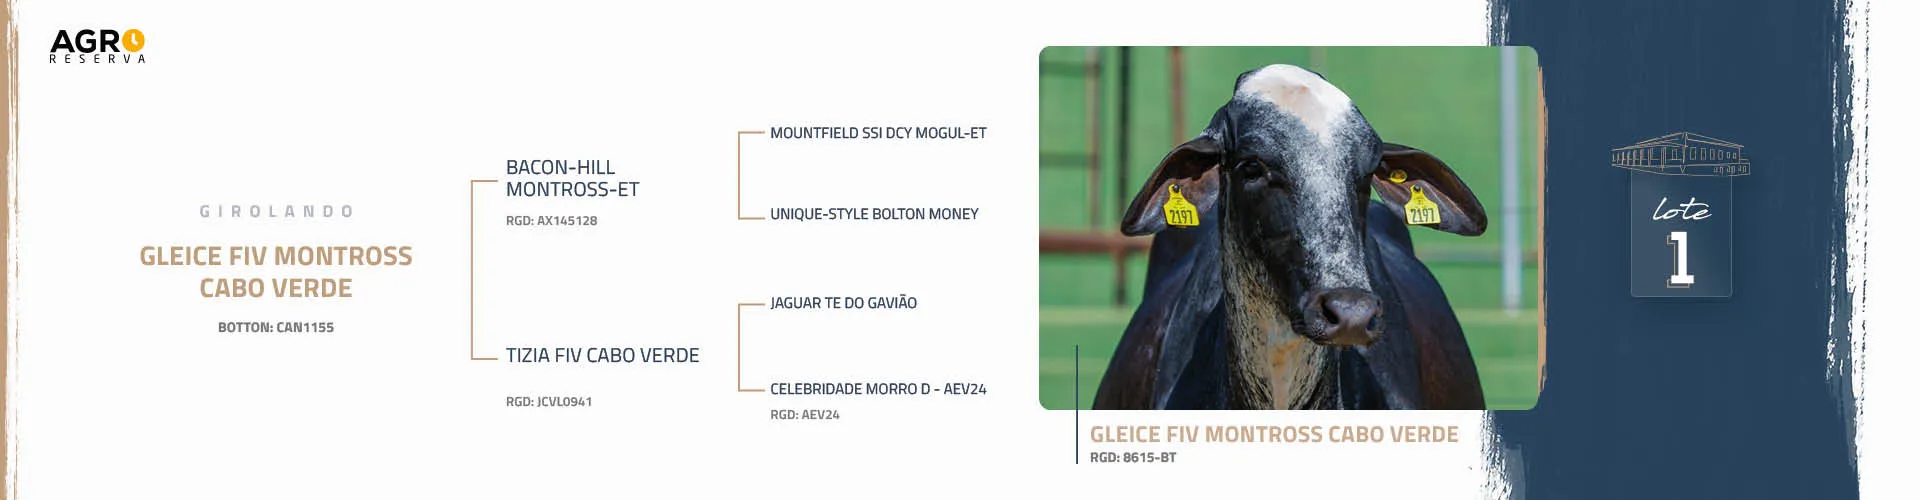 AGRO
RESERVA
GIROLANDO
GLEICE FIV MONTROSS
CABO VERDE
BOTTON: CAN1155
BACON-HILL
MONTROSS-ET
RGD: AX145128
TIZIA FIV CABO VERDE
RGD: JCVL0941
MOUNTFIELD SSI DCY MOGUL-ET
UNIQUE-STYLE BOLTON MONEY
JAGUAR TE DO GAVIÃO
CELEBRIDADE MORRO D - AEV24
RGD: AEV24
2197
2197
GLEICE FIV MONTROSS CABO VERDE
RGD: 8615-BT
lote
1